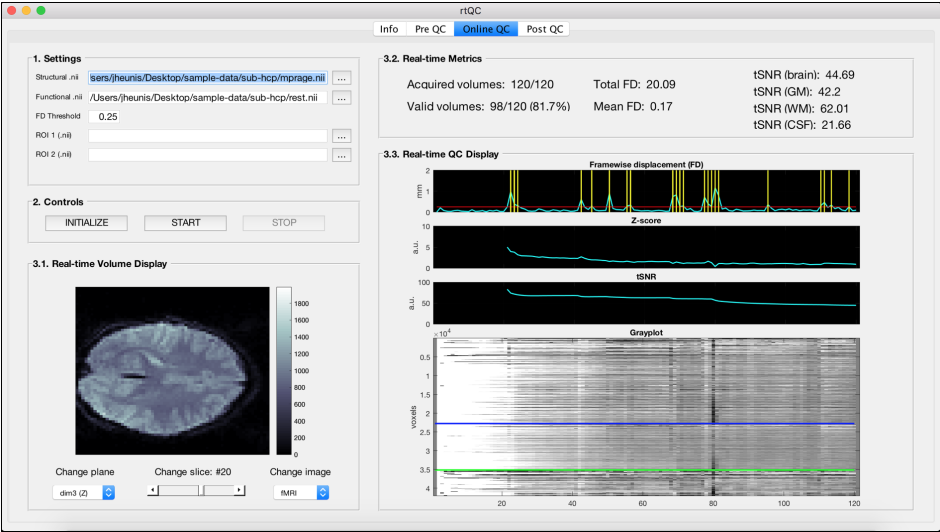 rtQC
Info Pre QC Online QC Post QC
1. Settings
Structural .nii sers/jheunis/Desktop/sample-data/sub-hcp/mprage.nii ...
Functional .nii /Users/jheunis/Desktop/sample-data/sub-hcp/rest.nii ...
FD Threshold 0.25
ROI 1 (.nii) ...
ROI 2 (.nii) ...
2. Controls
INITIALIZE START STOP
3.1. Real-time Volume Display
1800
1600
1400
1200
1000
800
600
400
200
0
Change plane Change slice: #20 Change image
dim3 (Z) fMRI
3.2. Real-time Metrics
Acquired volumes: 120/120 Total FD: 20.09
Valid volumes: 98/120 (81.7%) Mean FD: 0.17
tSNR (brain): 44.69
tSNR (GM): 42.2
tSNR (WM): 62.01
tSNR (CSF): 21.66
3.3. Real-time QC Display
Framewise displacement (FD)
2
1
0
mm
Z-score
10
5
0
a.u.
tSNR
100
50
0
a.u.
Grayplot
×10⁴
0.5
1
1.5
2
2.5
3
3.5
4
voxels
20 40 60 80 100 120